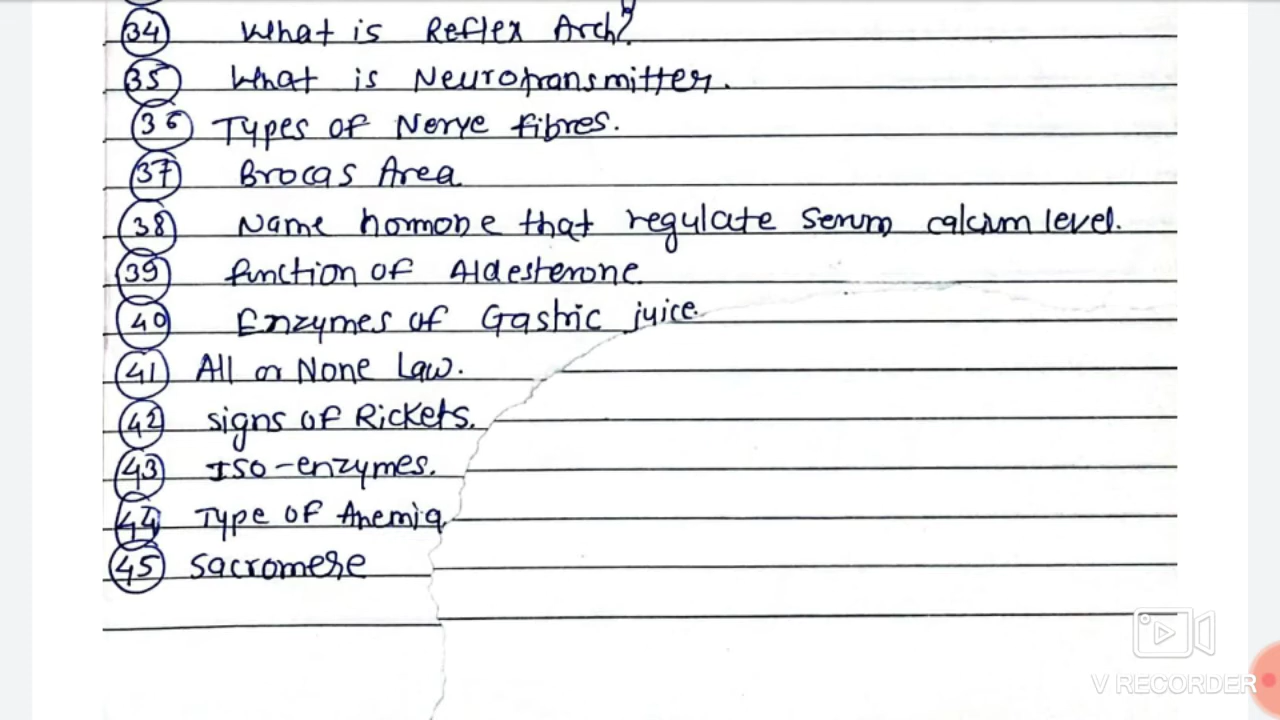 34 What is Reflex Arch?
35 What is Neurotransmitter.
36 Types of Nerve fibres.
37 Brocas Area
38 Name hormone that regulate serum calcium level.
39 function of Aldesterone.
40 Enzymes of Gastric juice.
41 All or None Law.
42 signs of Rickets.
43 Iso-enzymes.
44 Type of Anemia
45 Sacromere
V RECORDER